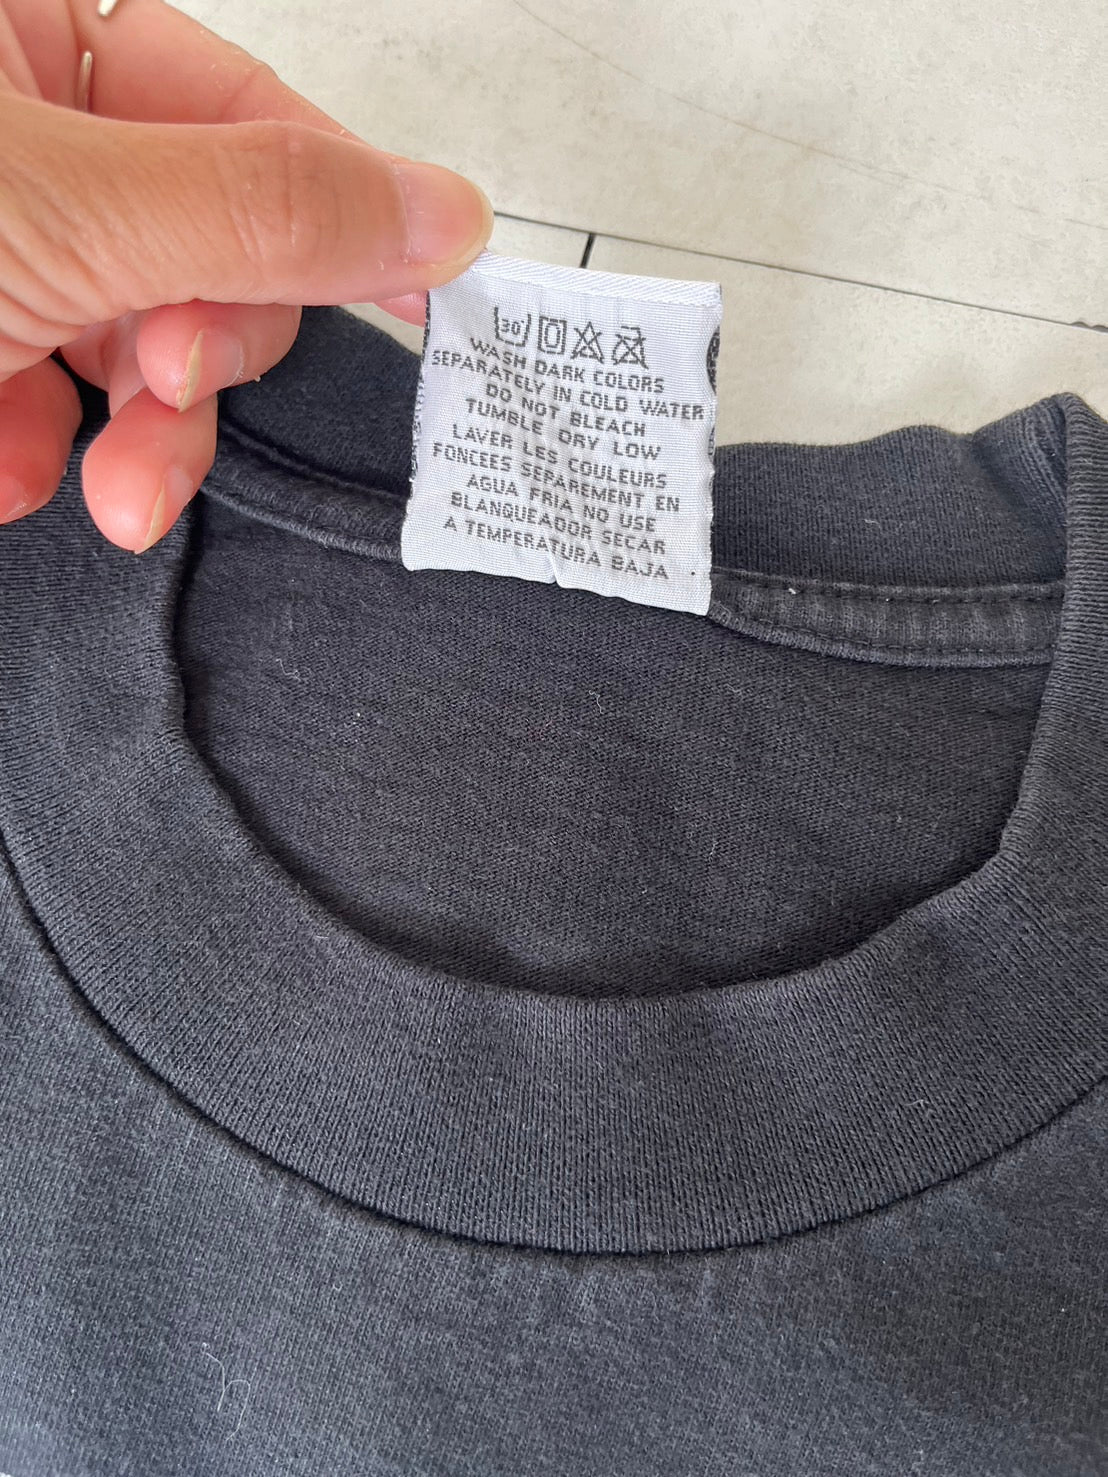 30
WASH DARK COLORS
SEPARATELY IN COLD WATER
DO NOT BLEACH
TUMBLE DRY LOW
LAVER LES COULEURS
FONCEES SEPAREMENT EN
AGUA FRIA NO USE
BLANQUEADOR SECAR
A TEMPERATURA BAJA